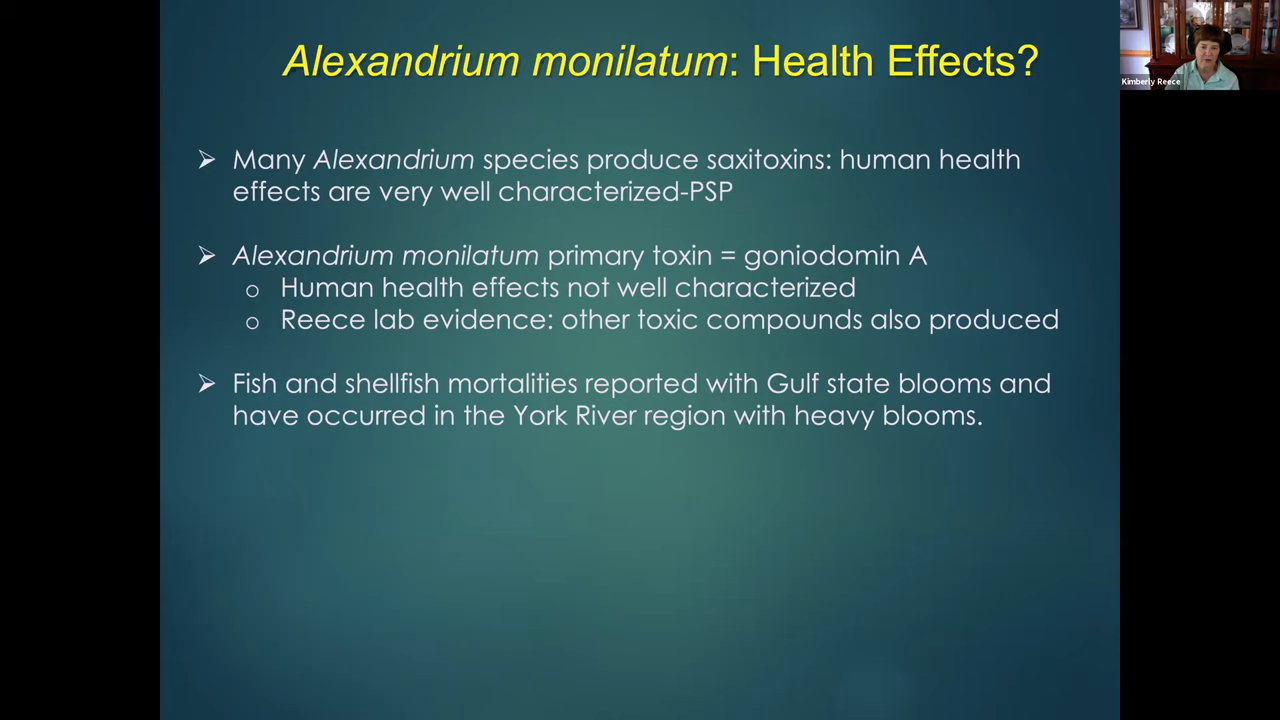 Alexandrium monilatum: Health Effects?
Kimberly Reece
➢ Many Alexandrium species produce saxitoxins: human health
effects are very well characterized-PSP
➢ Alexandrium monilatum primary toxin = goniodomin A
o Human health effects not well characterized
o Reece lab evidence: other toxic compounds also produced
➢ Fish and shellfish mortalities reported with Gulf state blooms and
have occurred in the York River region with heavy blooms.